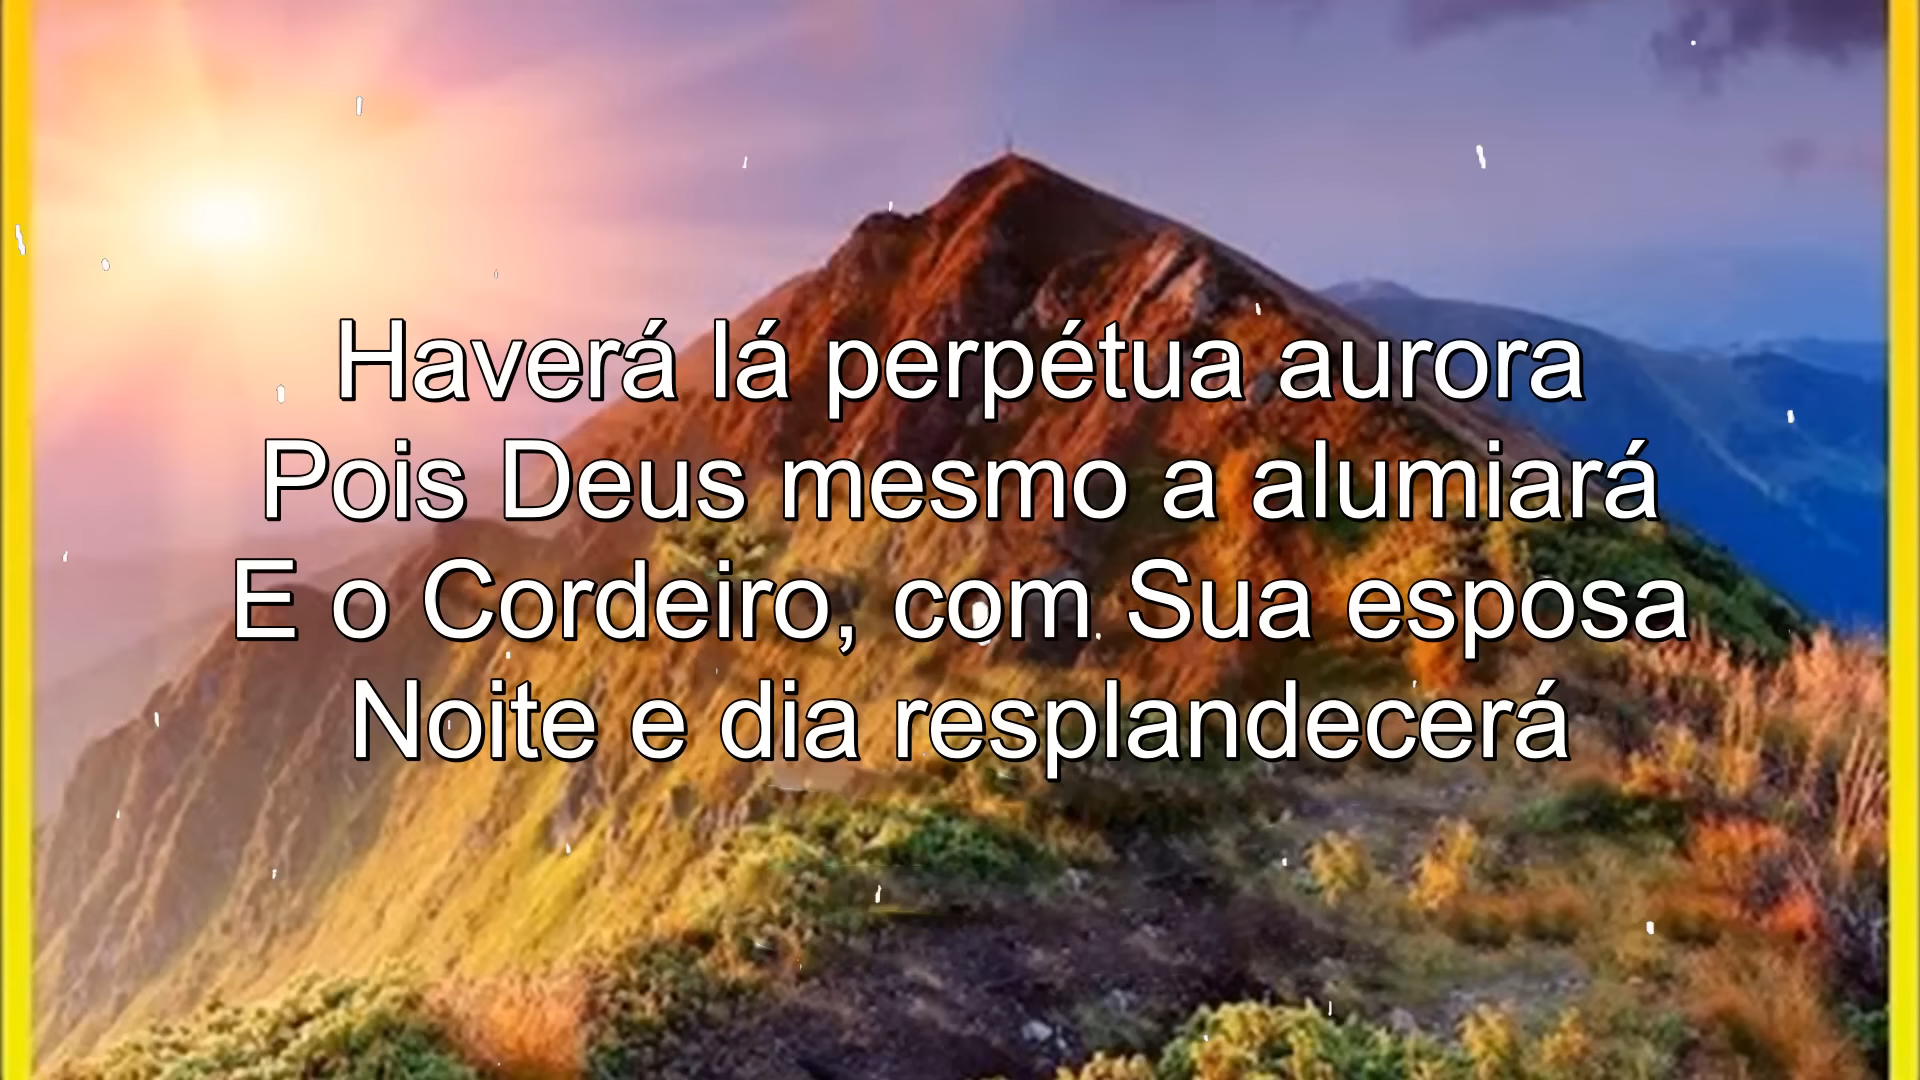 Haverá lá perpétua aurora
Pois Deus mesmo a alumiará
E o Cordeiro, com Sua esposa
Noite e dia resplandecerá